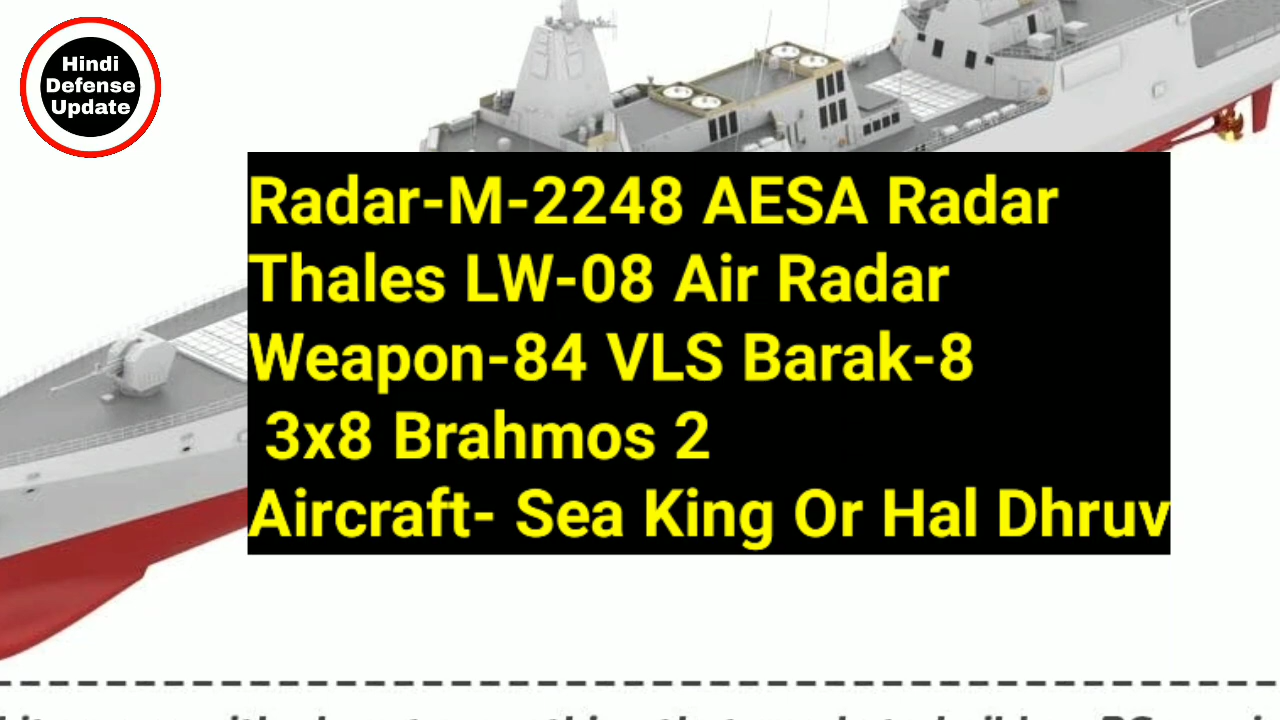 Hindi
Defense
Update
Radar-M-2248 AESA Radar
Thales LW-08 Air Radar
Weapon-84 VLS Barak-8
3x8 Brahmos 2
Aircraft- Sea King Or Hal Dhruv